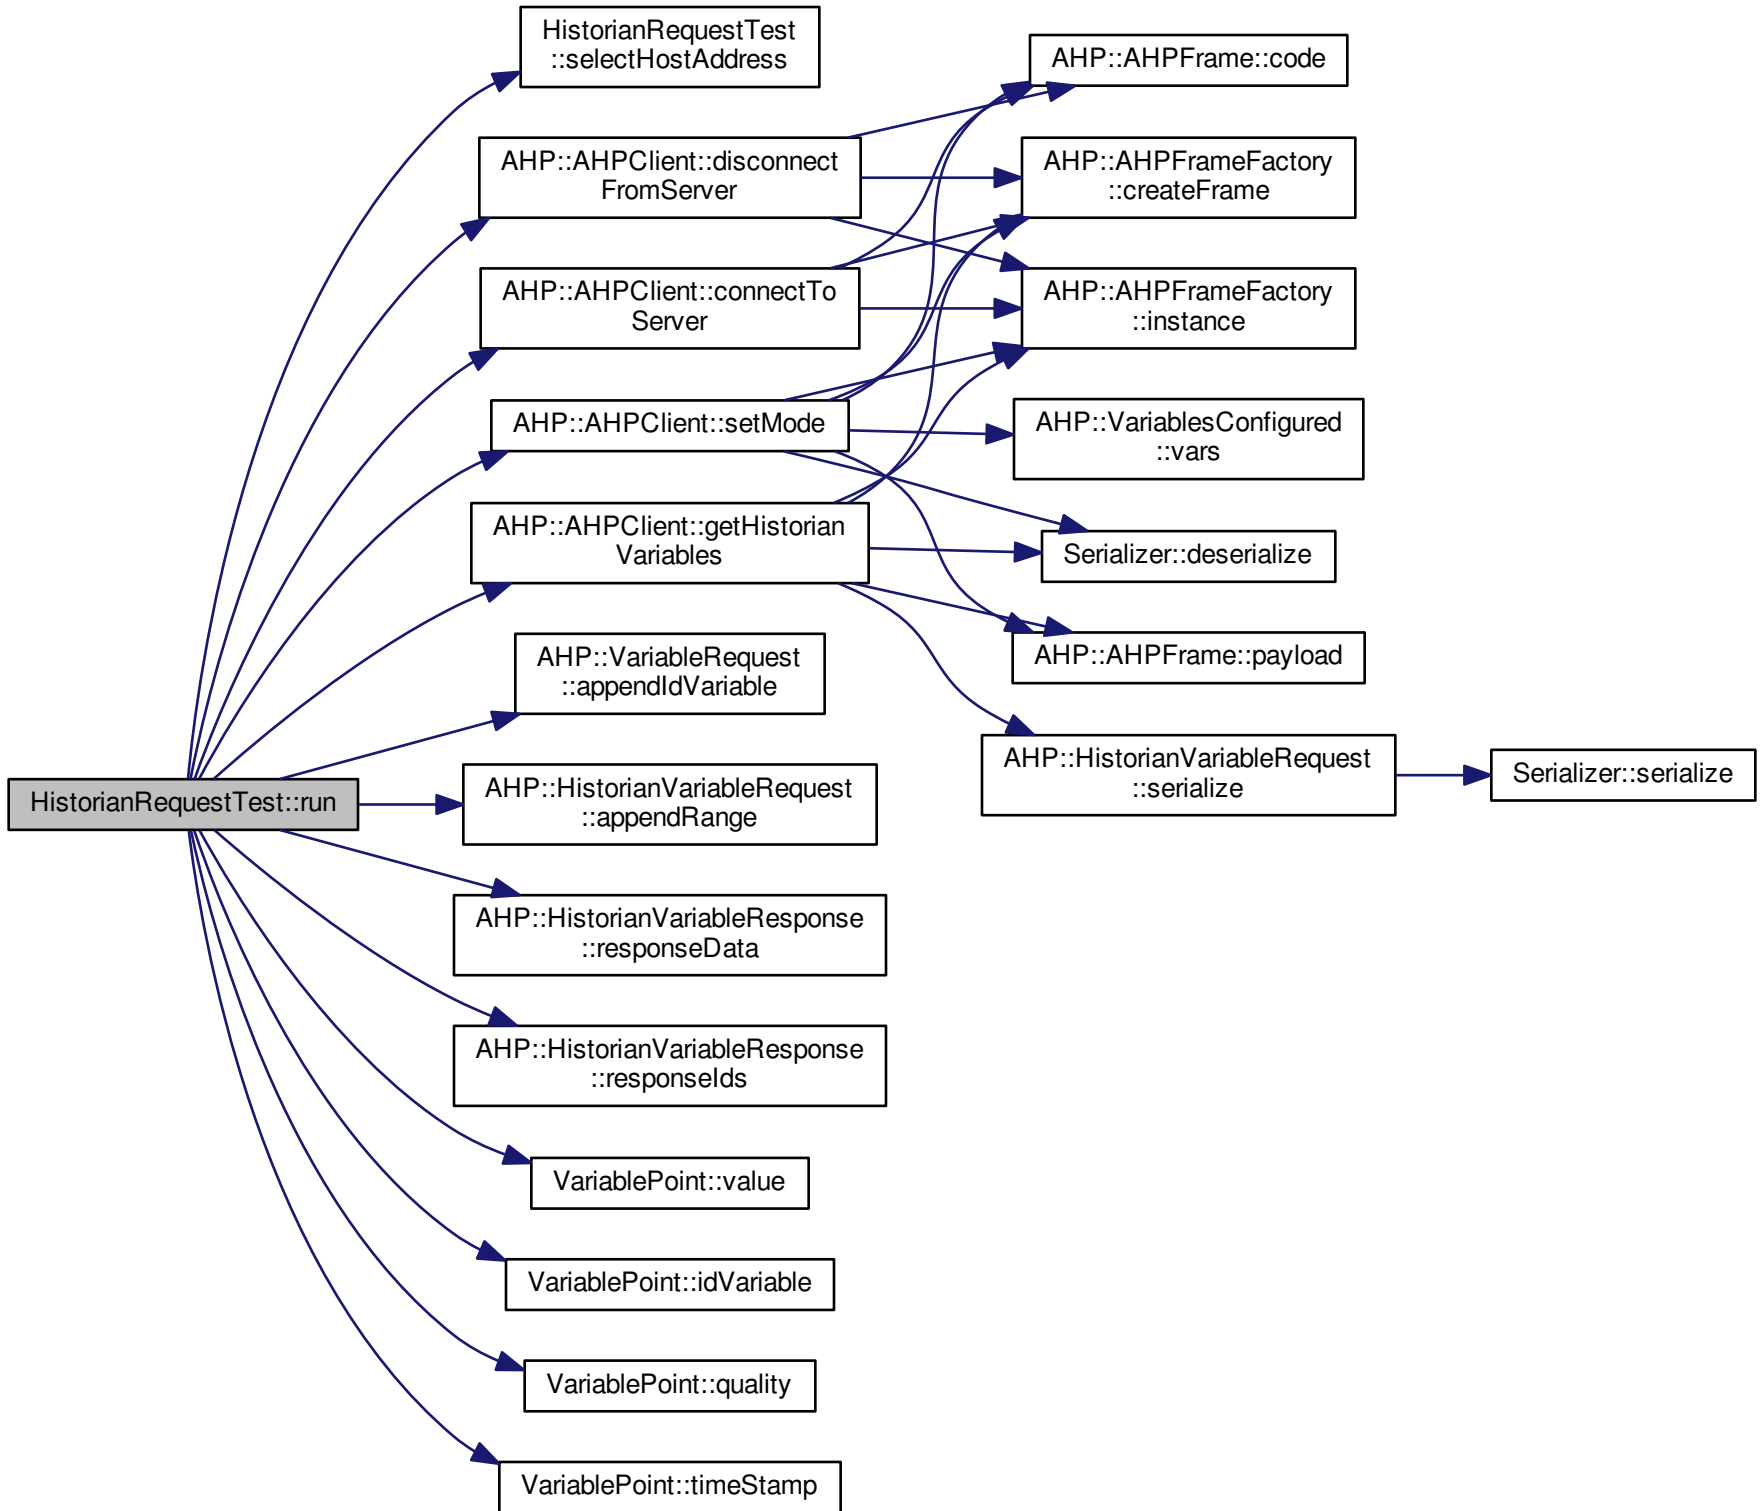 HistorianRequestTest
::selectHostAddress
AHP::AHPClient::disconnect
FromServer
AHP::AHPClient::connectTo
Server
AHP::AHPClient::setMode
AHP::AHPClient::getHistorian
Variables
AHP::VariableRequest
::appendIdVariable
HistorianRequestTest::run
AHP::HistorianVariableRequest
::appendRange
AHP::HistorianVariableResponse
::responseData
AHP::HistorianVariableResponse
::responseIds
VariablePoint::value
VariablePoint::idVariable
VariablePoint::quality
VariablePoint::timeStamp
AHP::AHPFrame::code
AHP::AHPFrameFactory
::createFrame
AHP::AHPFrameFactory
::instance
AHP::VariablesConfigured
::vars
Serializer::deserialize
AHP::AHPFrame::payload
AHP::HistorianVariableRequest
::serialize
Serializer::serialize